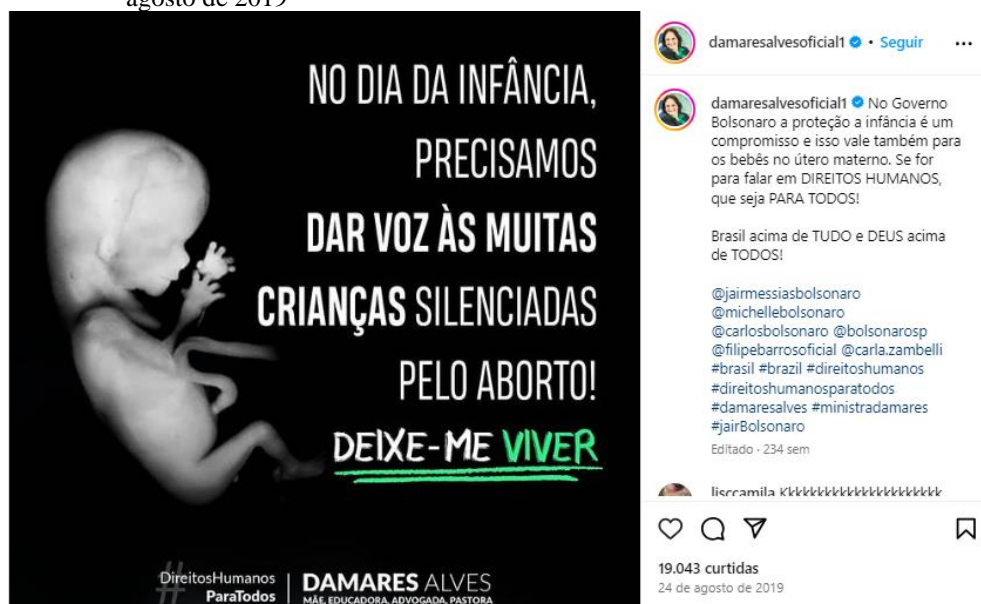 agosto de 2019
NO DIA DA INFÂNCIA,
PRECISAMOS
DAR VOZ ÀS MUITAS
CRIANÇAS SILENCIADAS
PELO ABORTO!
DEIXE-ME VIVER
#
DireitosHumanos
ParaTodos
DAMARES ALVES
MÃE, EDUCADORA, ADVOGADA, PASTORA
damaresalvesoficial1 • Seguir
damaresalvesoficial1 No Governo
Bolsonaro a proteção a infância é um
compromisso e isso vale também para
os bebês no útero materno. Se for
para falar em DIREITOS HUMANOS,
que seja PARA TODOS!
Brasil acima de TUDO e DEUS acima
de TODOS!
@jairmessiasbolsonaro
@michellebolsonaro
@carlosbolsonaro @bolsonarosp
@filipebarrosoficial @carla.zambelli
#brasil #brazil #direitoshumanos
#direitoshumanosparatodos
#damaresalves #ministradamares
#jairBolsonaro
Editado · 234 sem
lisccamila Kkkkkkkkkkkkkkkkkkkkkk
19.043 curtidas
24 de agosto de 2019